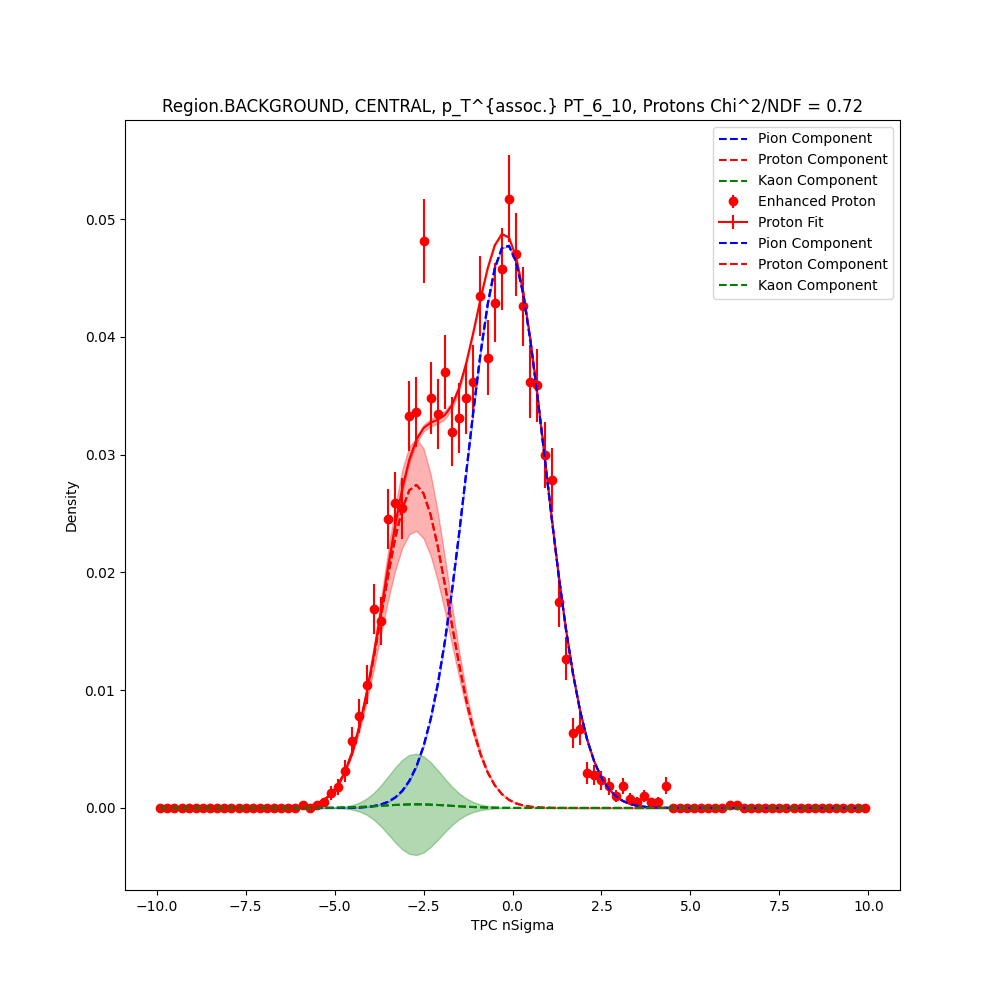 Region.BACKGROUND, CENTRAL, p_T^{assoc.} PT_6_10, Protons Chi^2/NDF = 0.72
Pion Component
Proton Component
Kaon Component
Enhanced Proton
Proton Fit
Pion Component
Proton Component
Kaon Component
0.05
0.04
0.03
0.02
0.01
0.00
Density
−10.0 −7.5 −5.0 −2.5 0.0 2.5 5.0 7.5 10.0
TPC nSigma